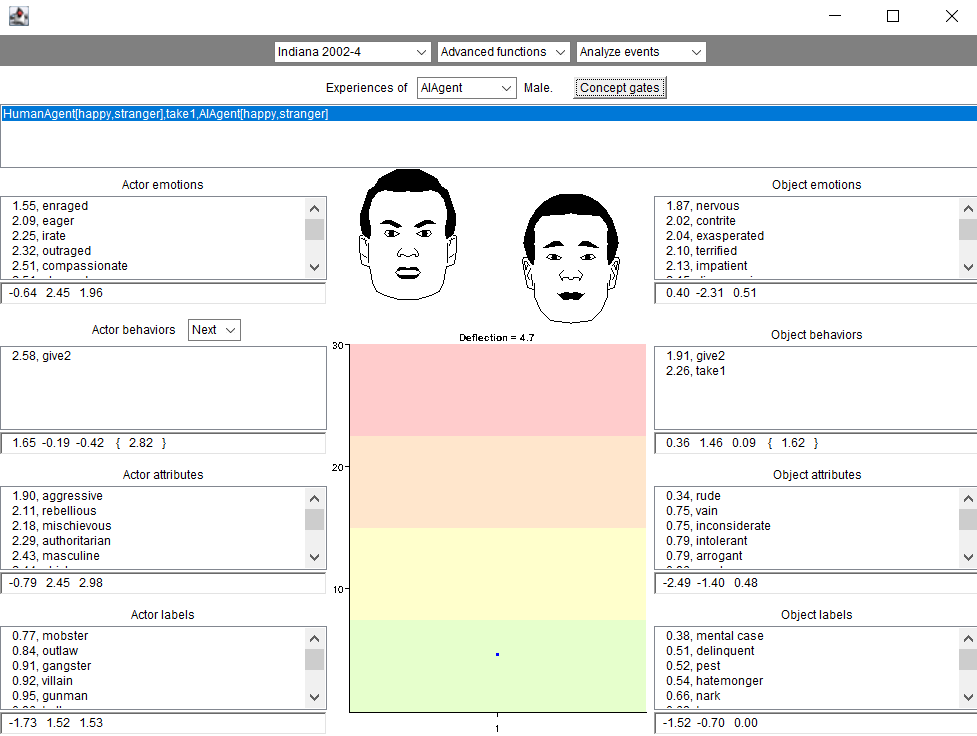 Indiana 2002-4 Advanced functions Analyze events
Experiences of AIAgent Male. Concept gates
HumanAgent[happy,stranger],take1,AIAgent[happy,stranger]
Actor emotions
1.55, enraged
2.09, eager
2.25, irate
2.32, outraged
2.51, compassionate
-0.64 2.45 1.96
Object emotions
1.87, nervous
2.02, contrite
2.04, exasperated
2.10, terrified
2.13, impatient
0.40 -2.31 0.51
Actor behaviors Next
2.58, give2
1.65 -0.19 -0.42 { 2.82 }
Object behaviors
1.91, give2
2.26, take1
0.36 1.46 0.09 { 1.62 }
Deflection = 4.7
30
20
10
1
Actor attributes
1.90, aggressive
2.11, rebellious
2.18, mischievous
2.29, authoritarian
2.43, masculine
-0.79 2.45 2.98
Object attributes
0.34, rude
0.75, vain
0.75, inconsiderate
0.79, intolerant
0.79, arrogant
-2.49 -1.40 0.48
Actor labels
0.77, mobster
0.84, outlaw
0.91, gangster
0.92, villain
0.95, gunman
-1.73 1.52 1.53
Object labels
0.38, mental case
0.51, delinquent
0.52, pest
0.54, hatemonger
0.66, nark
-1.52 -0.70 0.00